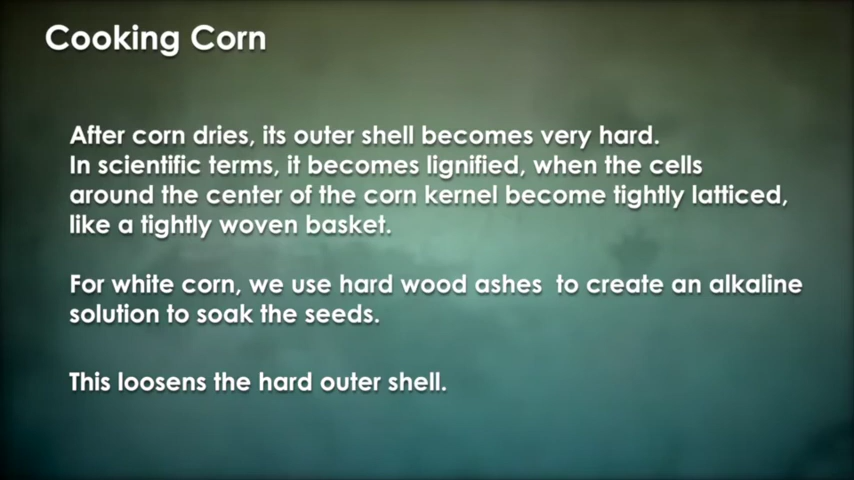 Cooking Corn
After corn dries, its outer shell becomes very hard.
In scientific terms, it becomes lignified, when the cells
around the center of the corn kernel become tightly latticed,
like a tightly woven basket.
For white corn, we use hard wood ashes  to create an alkaline
solution to soak the seeds.
This loosens the hard outer shell.